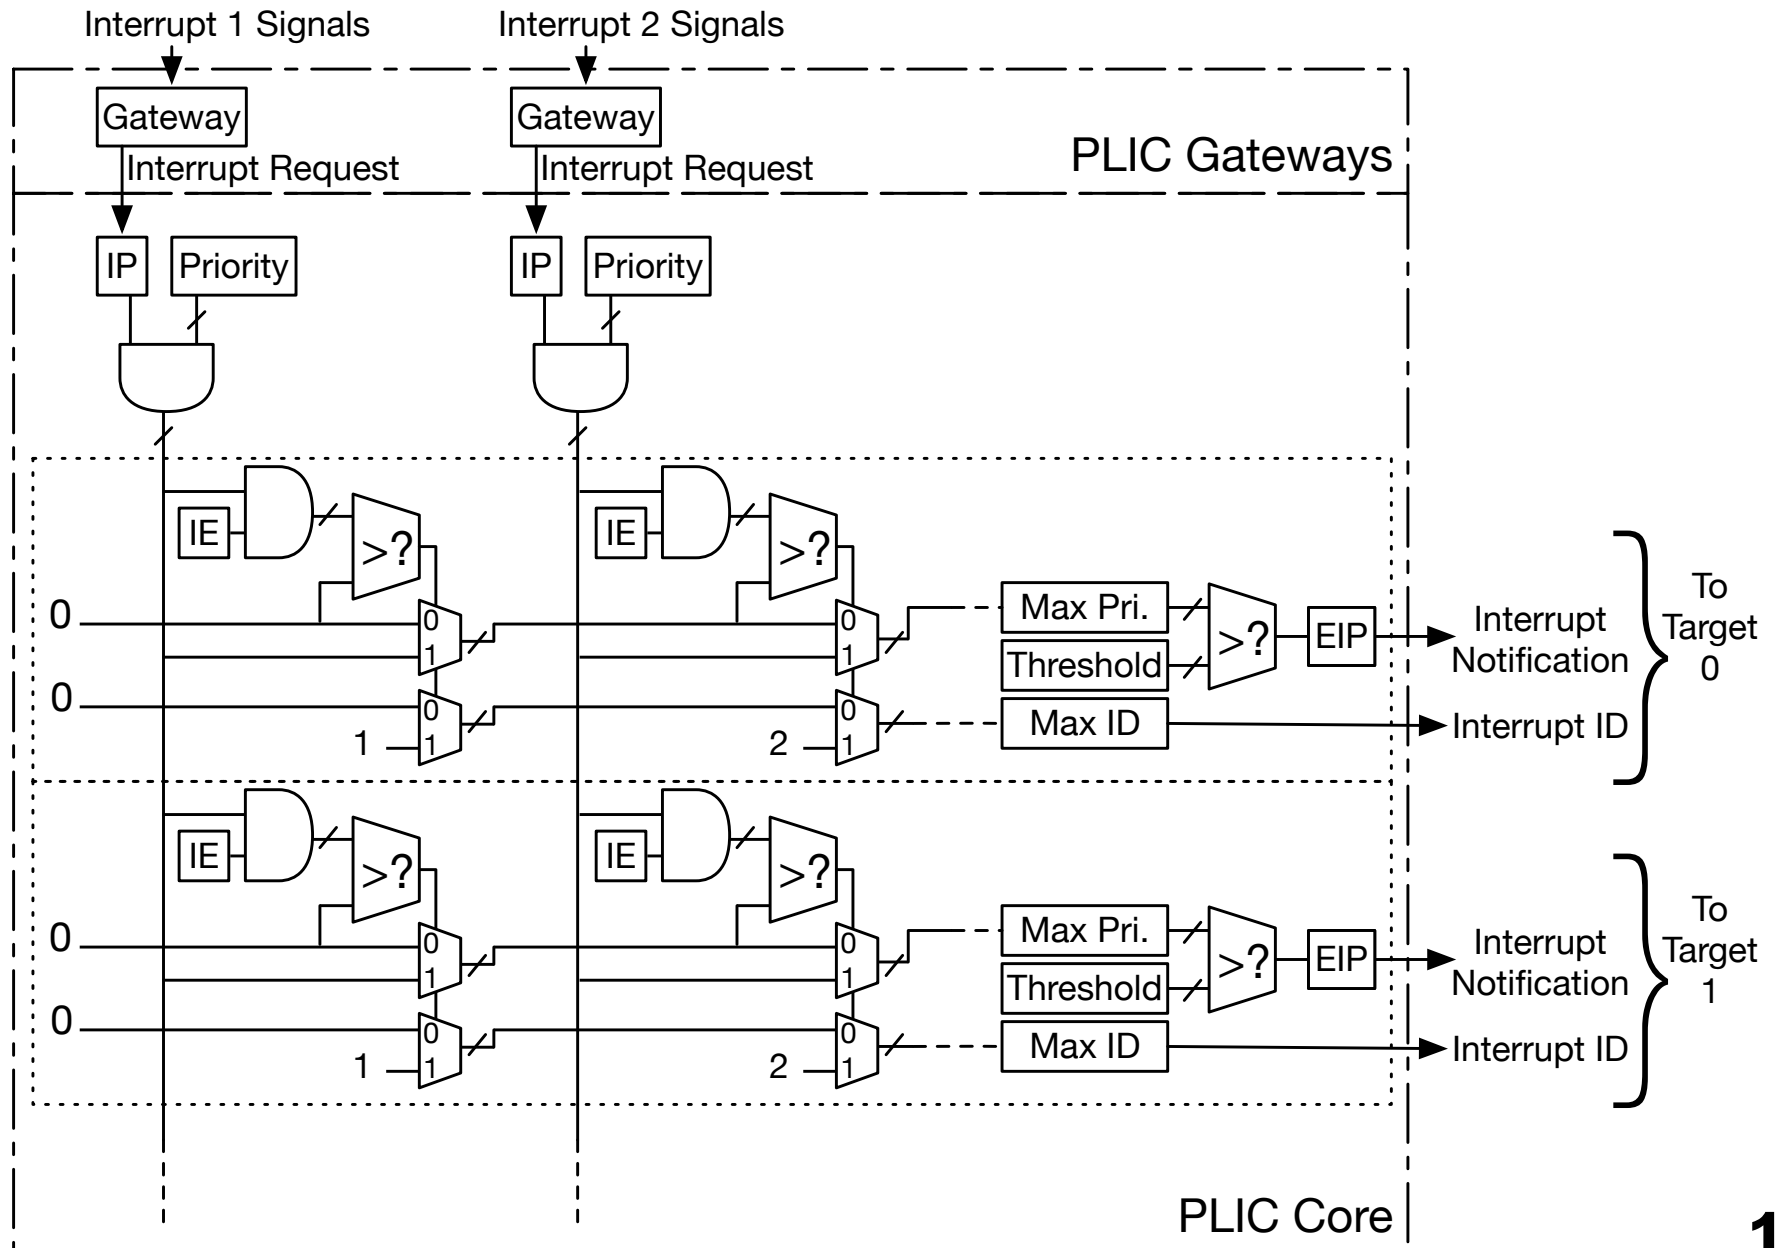 Interrupt 1 Signals
Interrupt 2 Signals
Gateway
Gateway
Interrupt Request
Interrupt Request
PLIC Gateways
IP
Priority
IP
Priority
IE
>?
IE
>?
0
0
1
0
1
0
0
1
0
1
1
2
Max Pri.
Threshold
Max ID
>?
EIP
Interrupt
Notification
Interrupt ID
To
Target
0
IE
>?
IE
>?
0
0
1
0
1
0
0
1
0
1
1
2
Max Pri.
Threshold
Max ID
>?
EIP
Interrupt
Notification
Interrupt ID
To
Target
1
PLIC Core
1